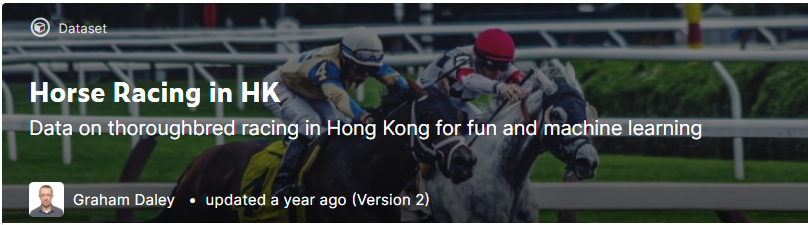 Dataset
Horse Racing in HK
Data on thoroughbred racing in Hong Kong for fun and machine learning
Graham Daley • updated a year ago (Version 2)
4